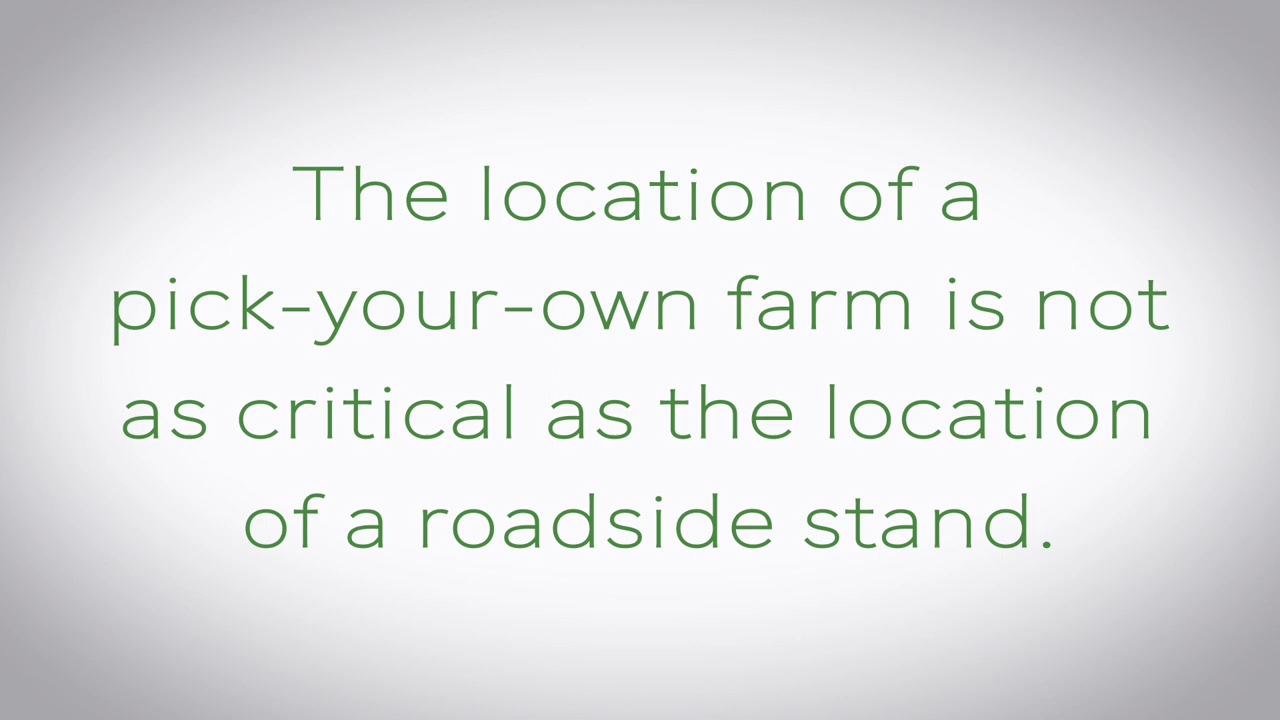 The location of a
pick-your-own farm is not
as critical as the location
of a roadside stand.